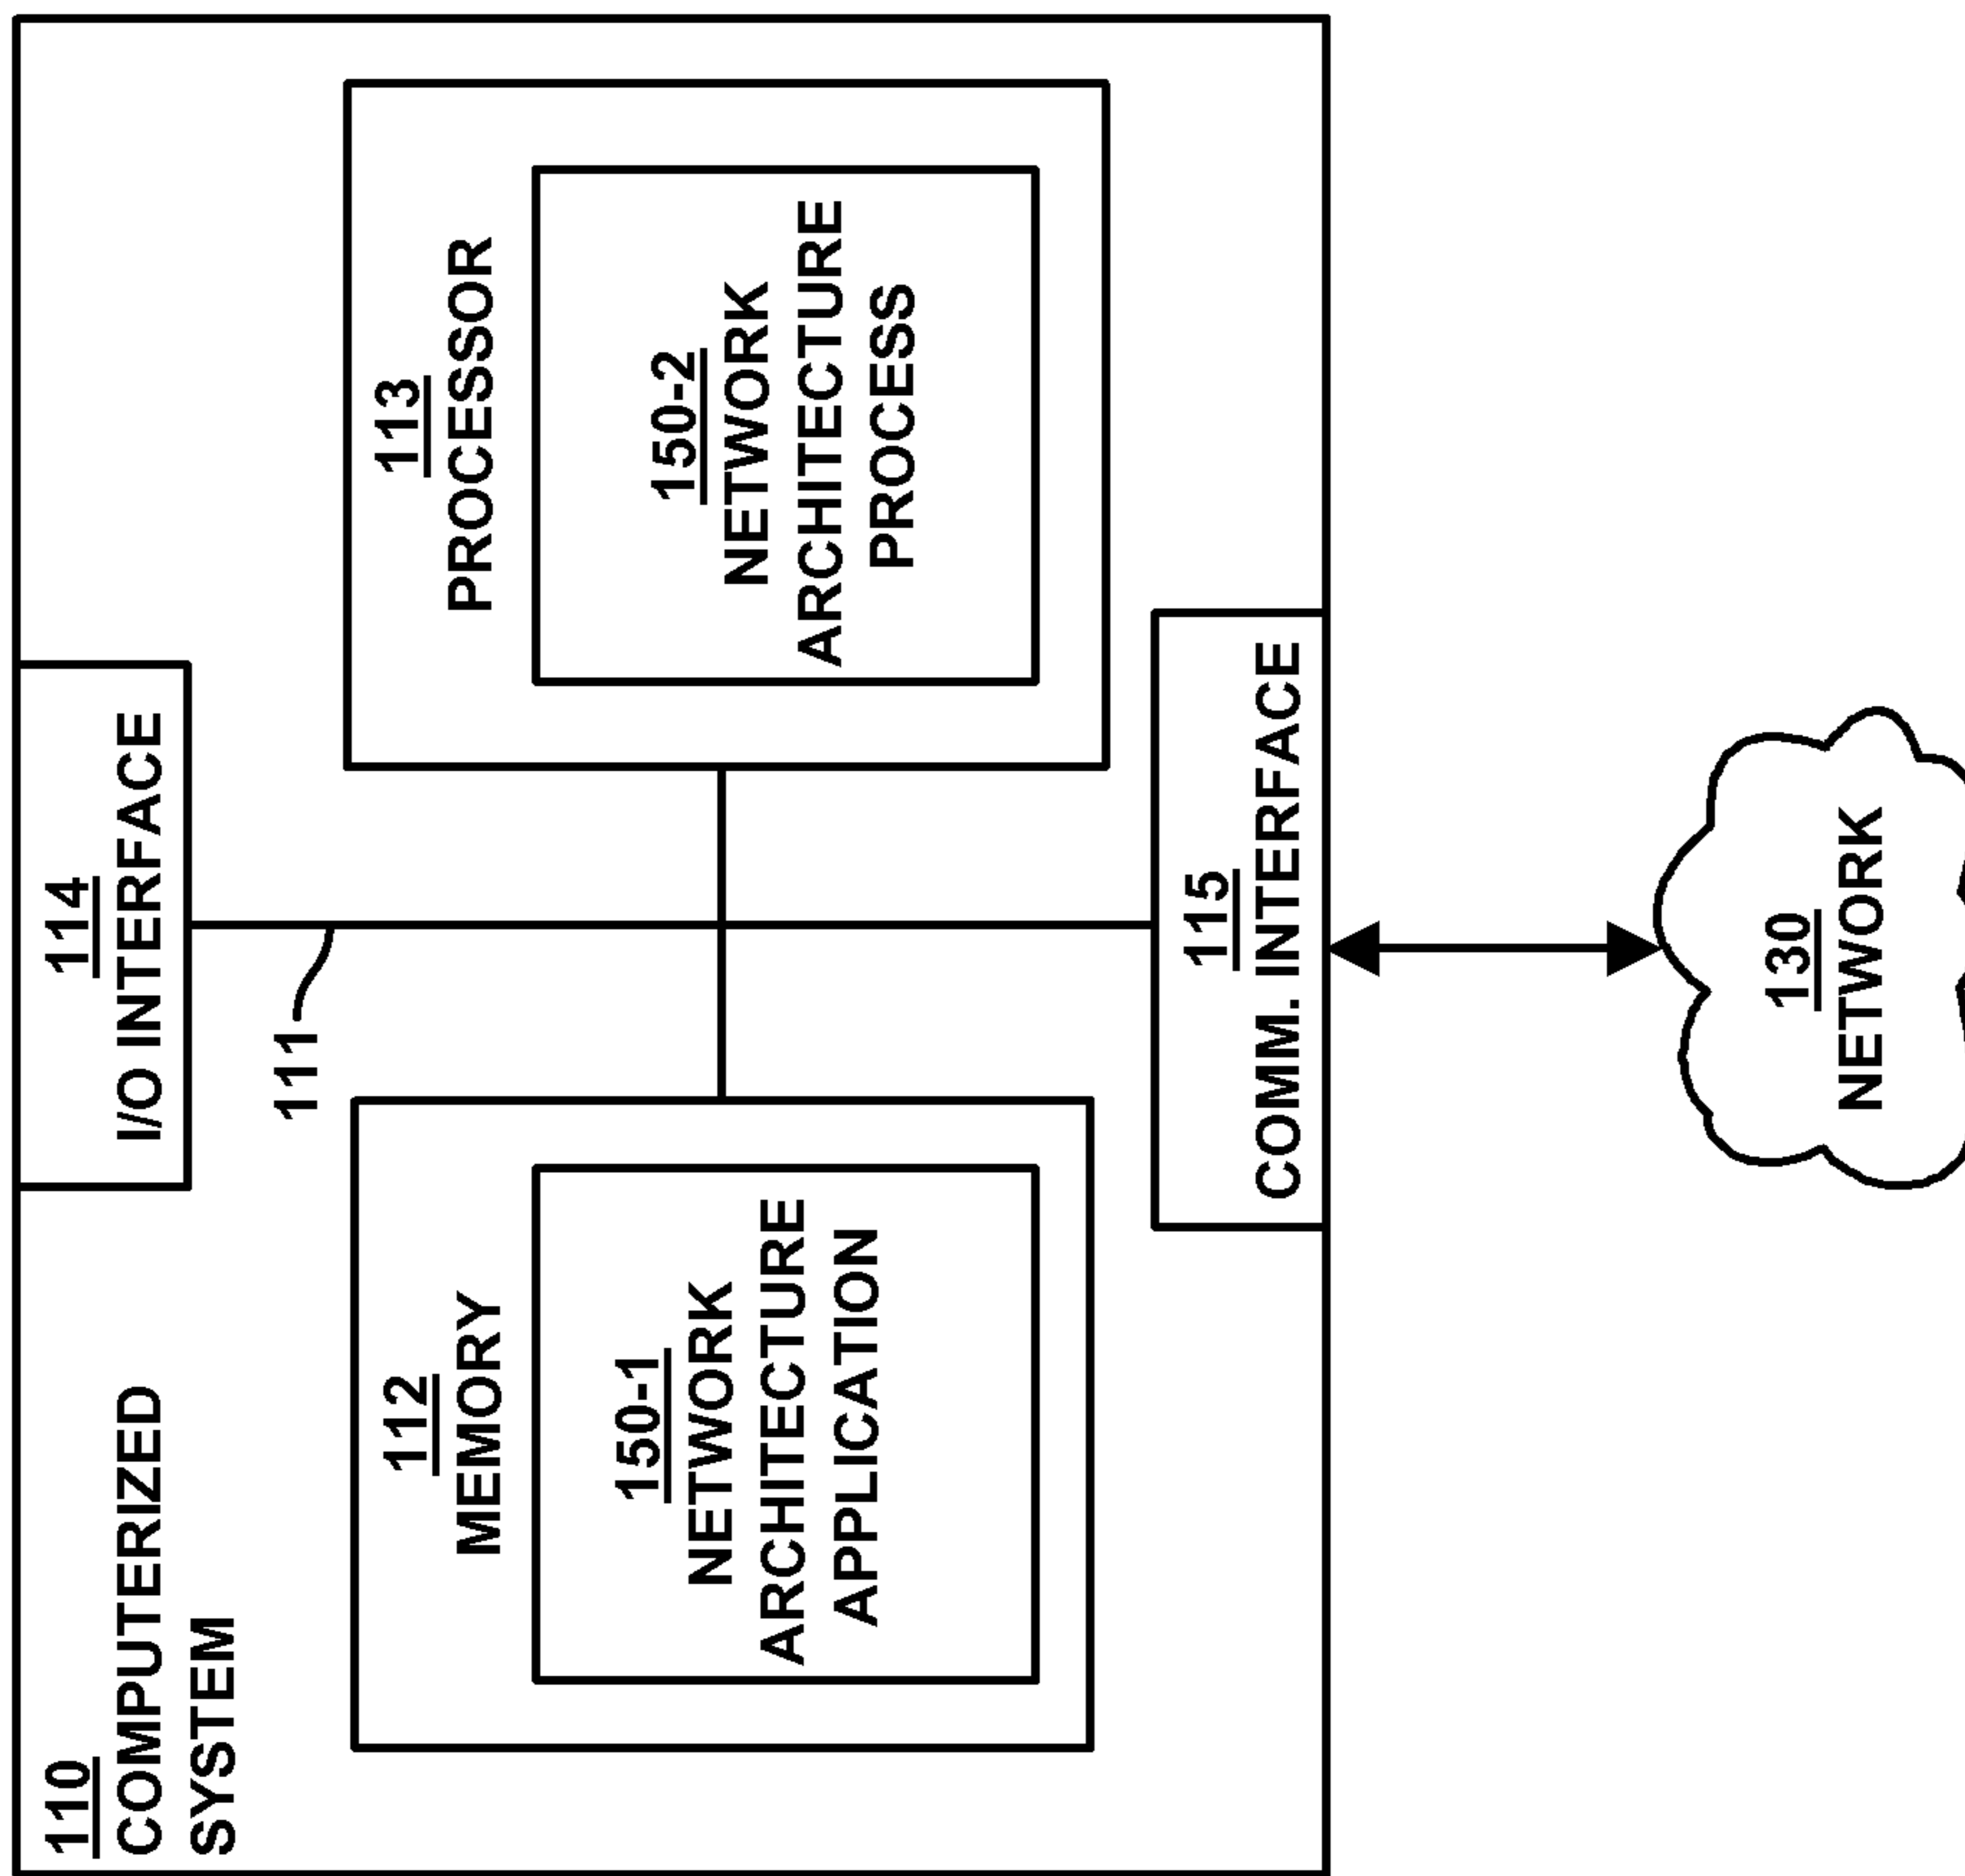 110
COMPUTERIZED
SYSTEM
114
I/O INTERFACE
111
112
MEMORY
150-1
NETWORK
ARCHITECTURE
APPLICATION
113
PROCESSOR
150-2
NETWORK
ARCHITECTURE
PROCESS
115
COMM. INTERFACE
130
NETWORK